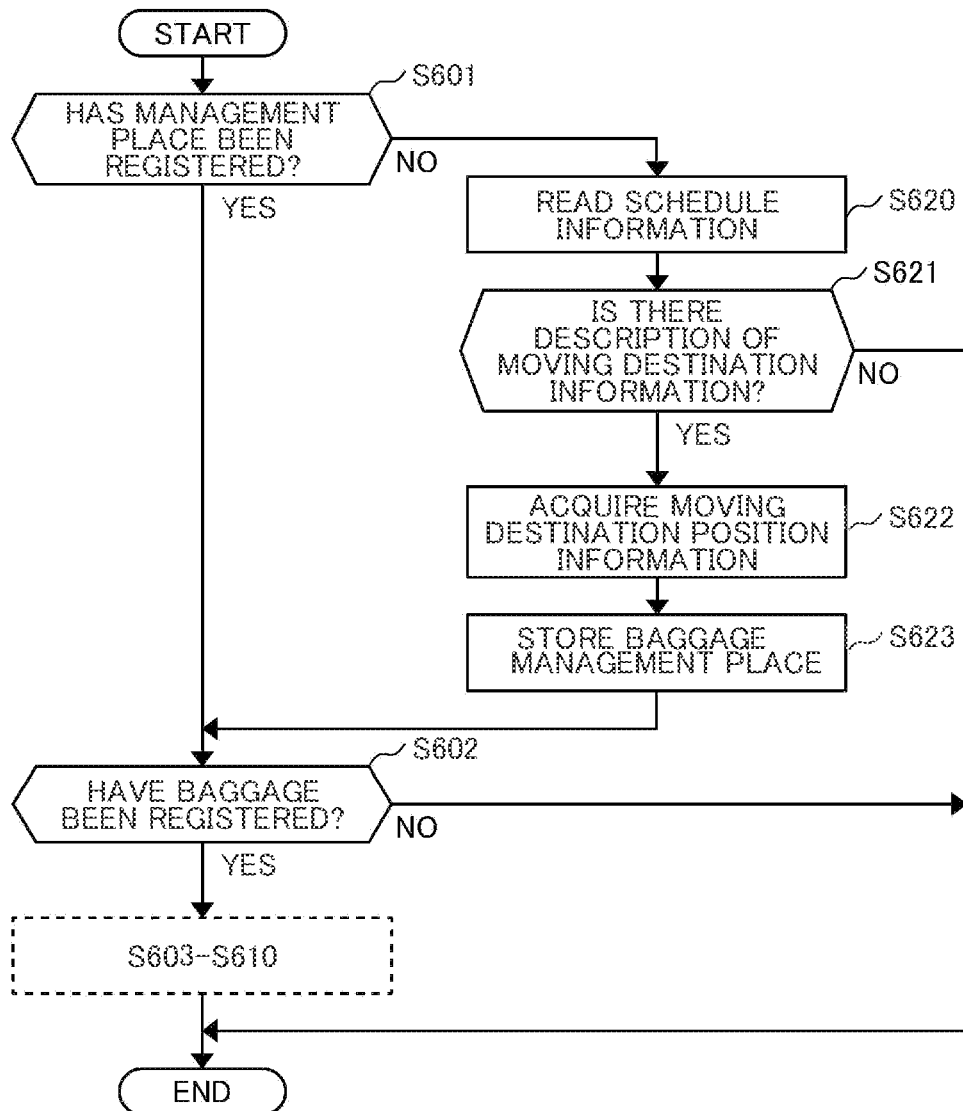 START
S601
HAS MANAGEMENT
PLACE BEEN
REGISTERED?
NO
YES
READ SCHEDULE
INFORMATION
S620
S621
IS THERE
DESCRIPTION OF
MOVING DESTINATION
INFORMATION?
NO
YES
ACQUIRE MOVING
DESTINATION POSITION
INFORMATION
S622
STORE BAGGAGE
MANAGEMENT PLACE
S623
S602
HAVE BAGGAGE
BEEN REGISTERED?
NO
YES
S603-S610
END